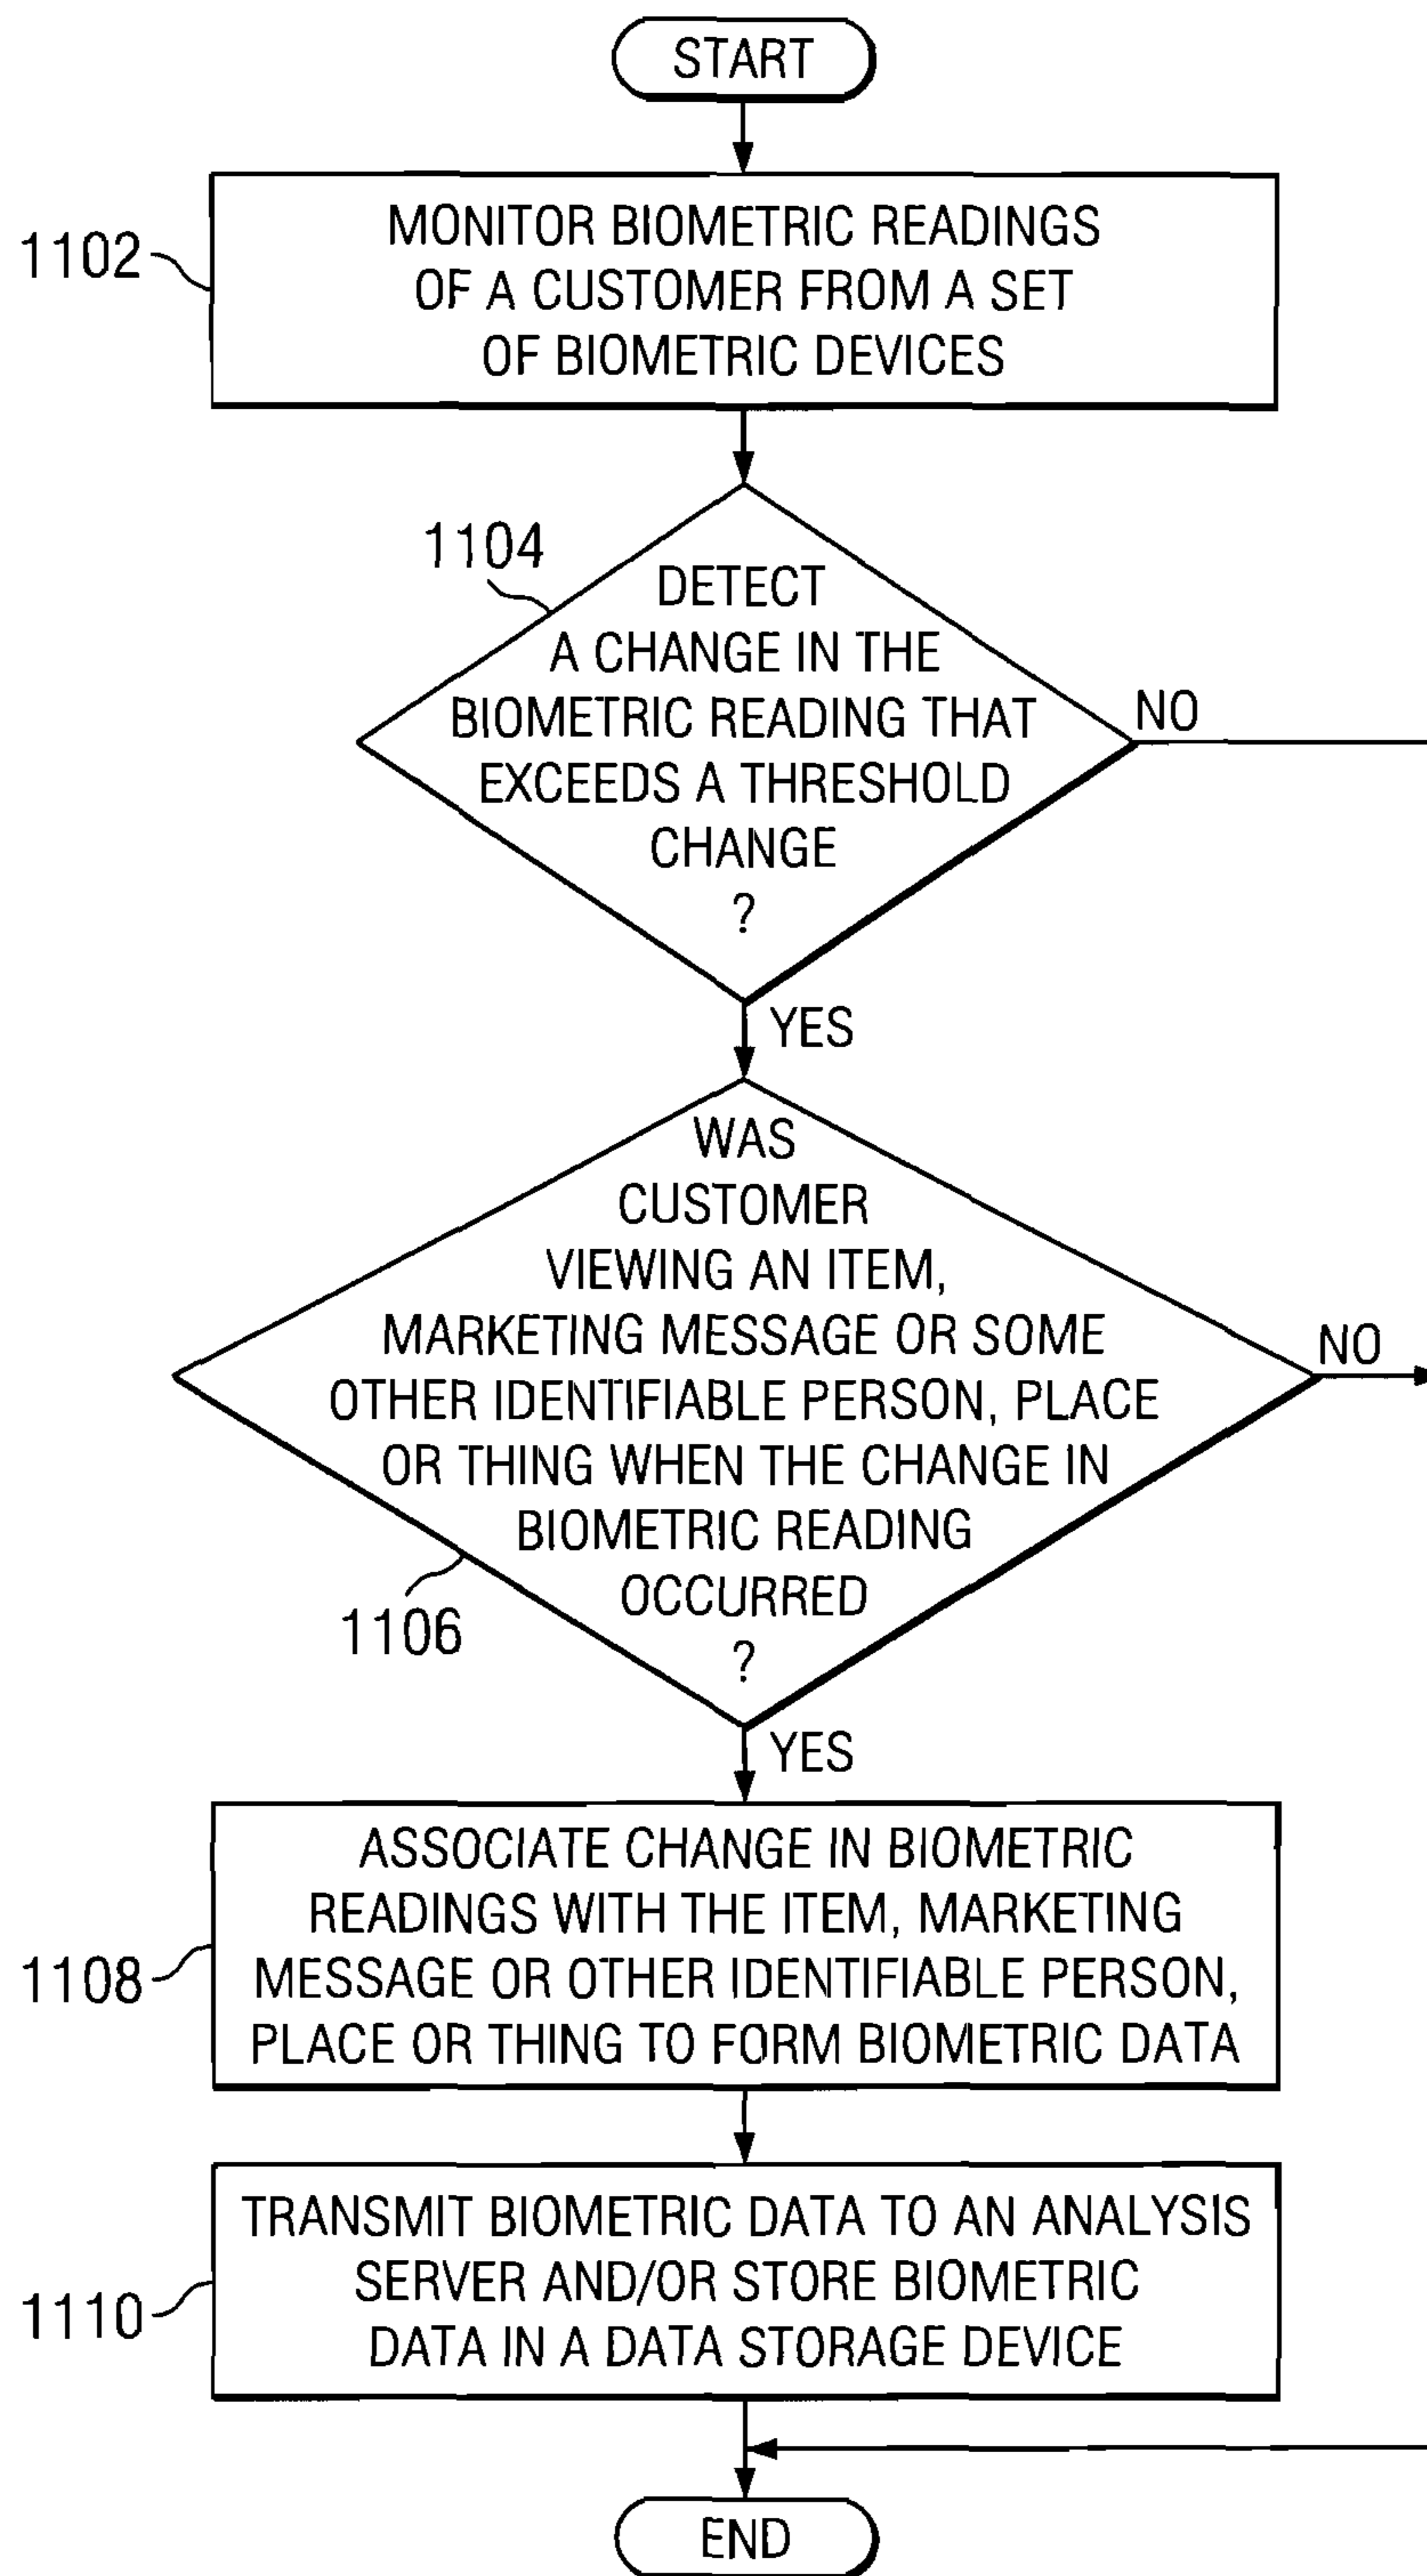 START
1102
MONITOR BIOMETRIC READINGS
OF A CUSTOMER FROM A SET
OF BIOMETRIC DEVICES
1104
DETECT
A CHANGE IN THE
BIOMETRIC READING THAT
EXCEEDS A THRESHOLD
CHANGE
?
NO
YES
WAS
CUSTOMER
VIEWING AN ITEM,
MARKETING MESSAGE OR SOME
OTHER IDENTIFIABLE PERSON, PLACE
OR THING WHEN THE CHANGE IN
BIOMETRIC READING
OCCURRED
?
NO
1106
YES
1108
ASSOCIATE CHANGE IN BIOMETRIC
READINGS WITH THE ITEM, MARKETING
MESSAGE OR OTHER IDENTIFIABLE PERSON,
PLACE OR THING TO FORM BIOMETRIC DATA
1110
TRANSMIT BIOMETRIC DATA TO AN ANALYSIS
SERVER AND/OR STORE BIOMETRIC
DATA IN A DATA STORAGE DEVICE
END